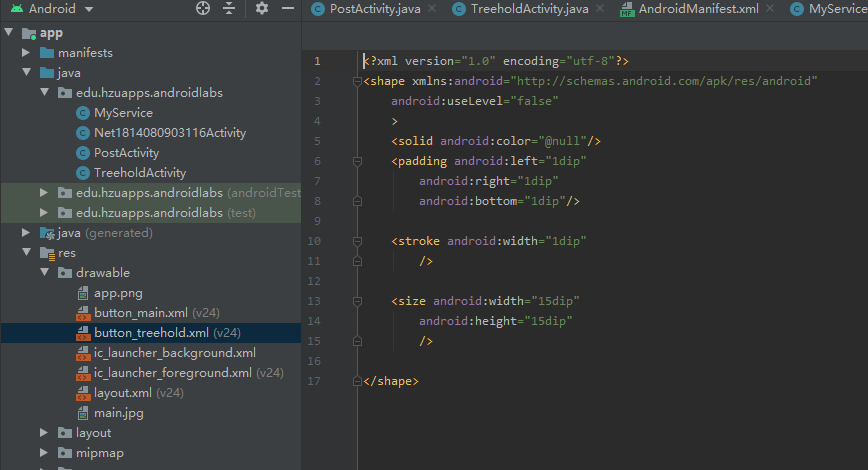 Android
PostActivity.java
TreeholdActivity.java
AndroidManifest.xml
MyService
app
manifests
java
edu.hzuapps.androidlabs
MyService
Net1814080903116Activity
PostActivity
TreeholdActivity
edu.hzuapps.androidlabs (androidTest
edu.hzuapps.androidlabs (test)
java (generated)
res
drawable
app.png
button_main.xml (v24)
button_treehold.xml (v24)
ic_launcher_background.xml
ic_launcher_foreground.xml (v24)
layout.xml (v24)
main.jpg
layout
mipmap
1 <?xml version="1.0" encoding="utf-8"?>
2 <shape xmlns:android="http://schemas.android.com/apk/res/android"
3 android:useLevel="false"
4 >
5 <solid android:color="@null"/>
6 <padding android:left="1dip"
7 android:right="1dip"
8 android:bottom="1dip"/>
9
10 <stroke android:width="1dip"
11 />
12
13 <size android:width="15dip"
14 android:height="15dip"
15 />
16
17 </shape>